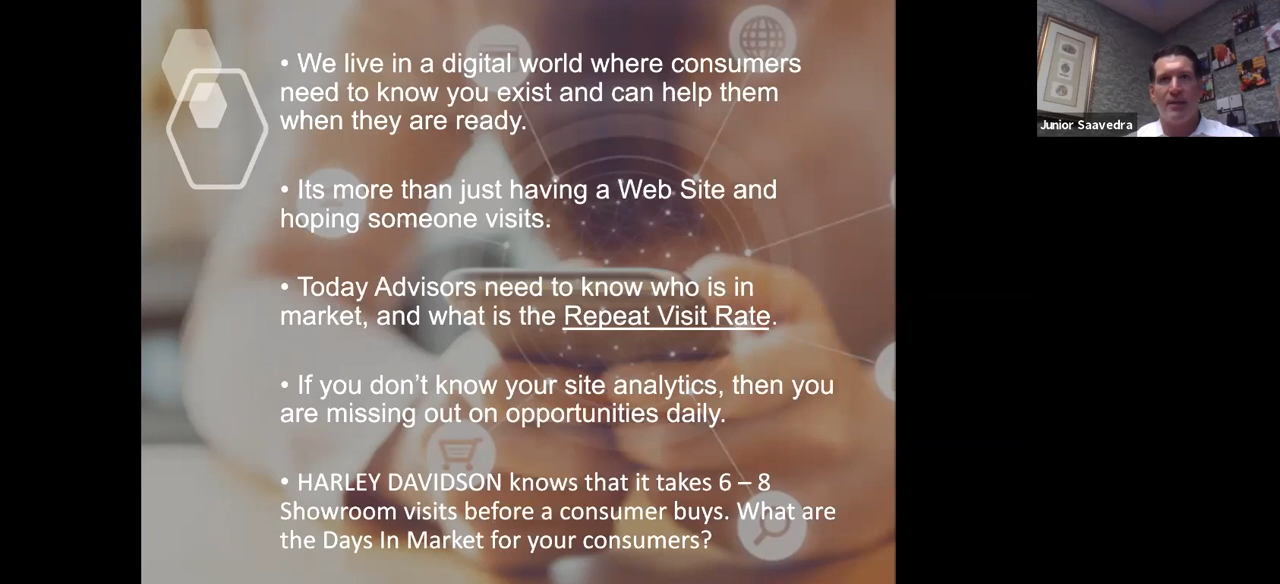 • We live in a digital world where consumers
need to know you exist and can help them
when they are ready.
• Its more than just having a Web Site and
hoping someone visits.
• Today Advisors need to know who is in
market, and what is the Repeat Visit Rate.
• If you don’t know your site analytics, then you
are missing out on opportunities daily.
• HARLEY DAVIDSON knows that it takes 6 – 8
Showroom visits before a consumer buys. What are
the Days In Market for your consumers?
Junior Saavedra